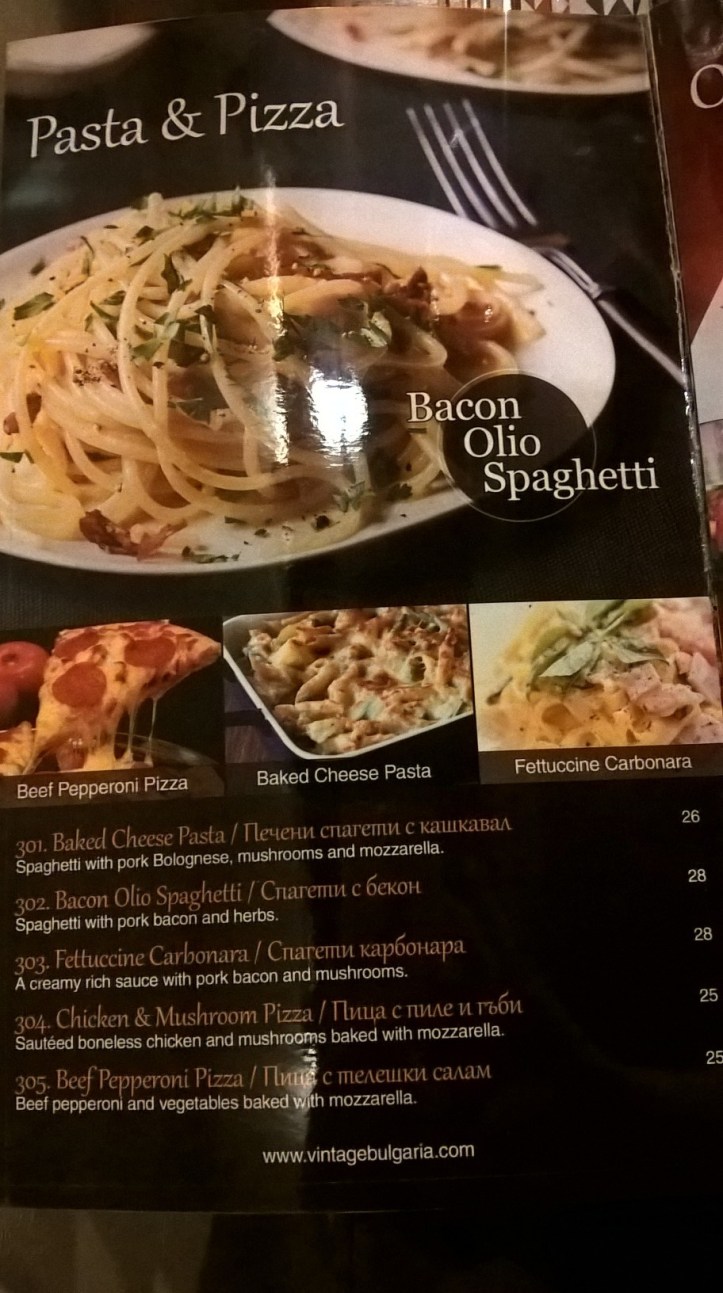 Pasta & Pizza
Bacon
Olio
Spaghetti
Beef Pepperoni Pizza
Baked Cheese Pasta
Fettuccine Carbonara
301. Baked Cheese Pasta / Печени спагети с кашкавал 26
Spaghetti with pork Bolognese, mushrooms and mozzarella.
302. Bacon Olio Spaghetti / Спагети с бекон 28
Spaghetti with pork bacon and herbs.
303. Fettuccine Carbonara / Спагети карбонара 28
A creamy rich sauce with pork bacon and mushrooms.
304. Chicken & Mushroom Pizza / Пица с пиле и гъби 25
Sautéed boneless chicken and mushrooms baked with mozzarella.
305. Beef Pepperoni Pizza / Пица с телешки салам 25
Beef pepperoni and vegetables baked with mozzarella.
www.vintagebulgaria.com